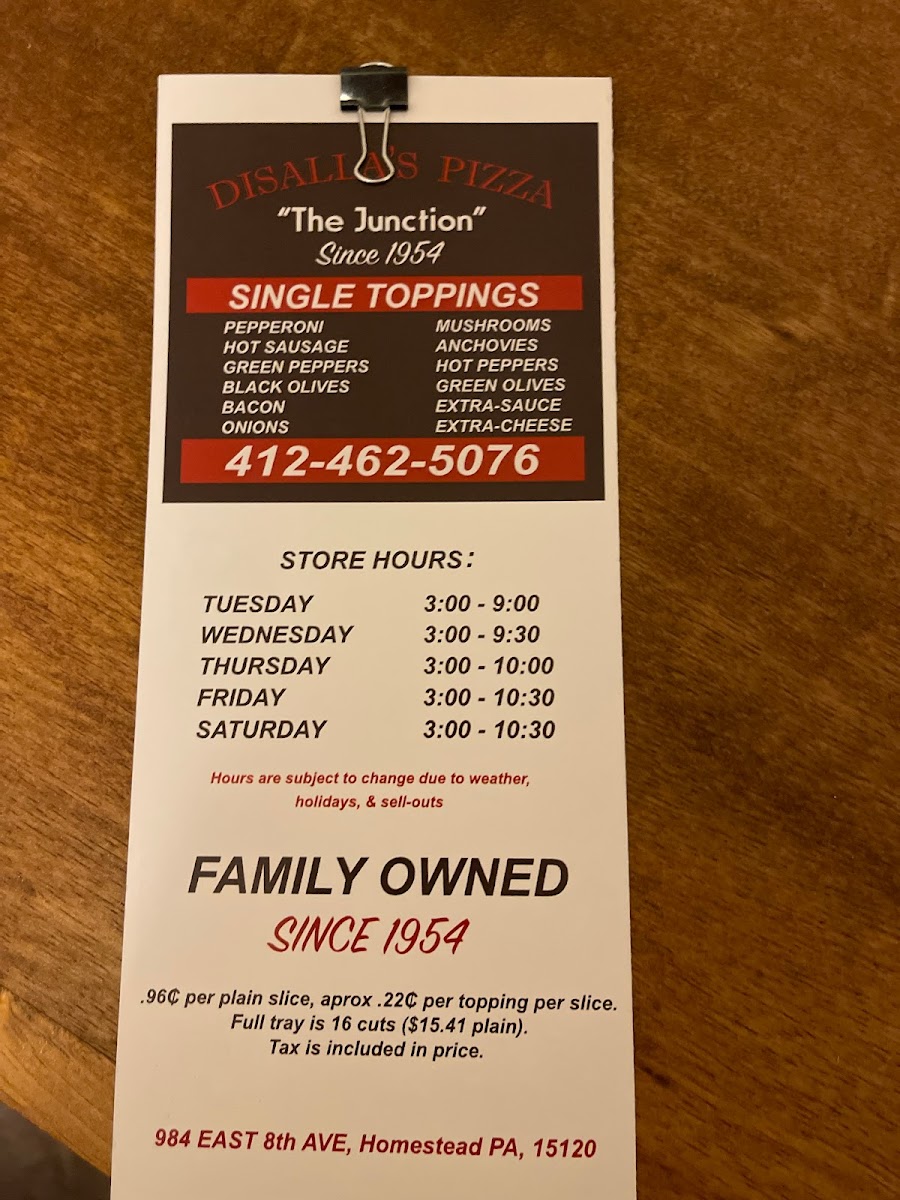 DISALLA'S PIZZA
"The Junction"
Since 1954
SINGLE TOPPINGS
PEPPERONI MUSHROOMS
HOT SAUSAGE ANCHOVIES
GREEN PEPPERS HOT PEPPERS
BLACK OLIVES GREEN OLIVES
BACON EXTRA-SAUCE
ONIONS EXTRA-CHEESE
412-462-5076
STORE HOURS:
TUESDAY 3:00 - 9:00
WEDNESDAY 3:00 - 9:30
THURSDAY 3:00 - 10:00
FRIDAY 3:00 - 10:30
SATURDAY 3:00 - 10:30
Hours are subject to change due to weather,
holidays, & sell-outs
FAMILY OWNED
SINCE 1954
.96₵ per plain slice, aprox .22₵ per topping per slice.
Full tray is 16 cuts ($15.41 plain).
Tax is included in price.
984 EAST 8th AVE, Homestead PA, 15120